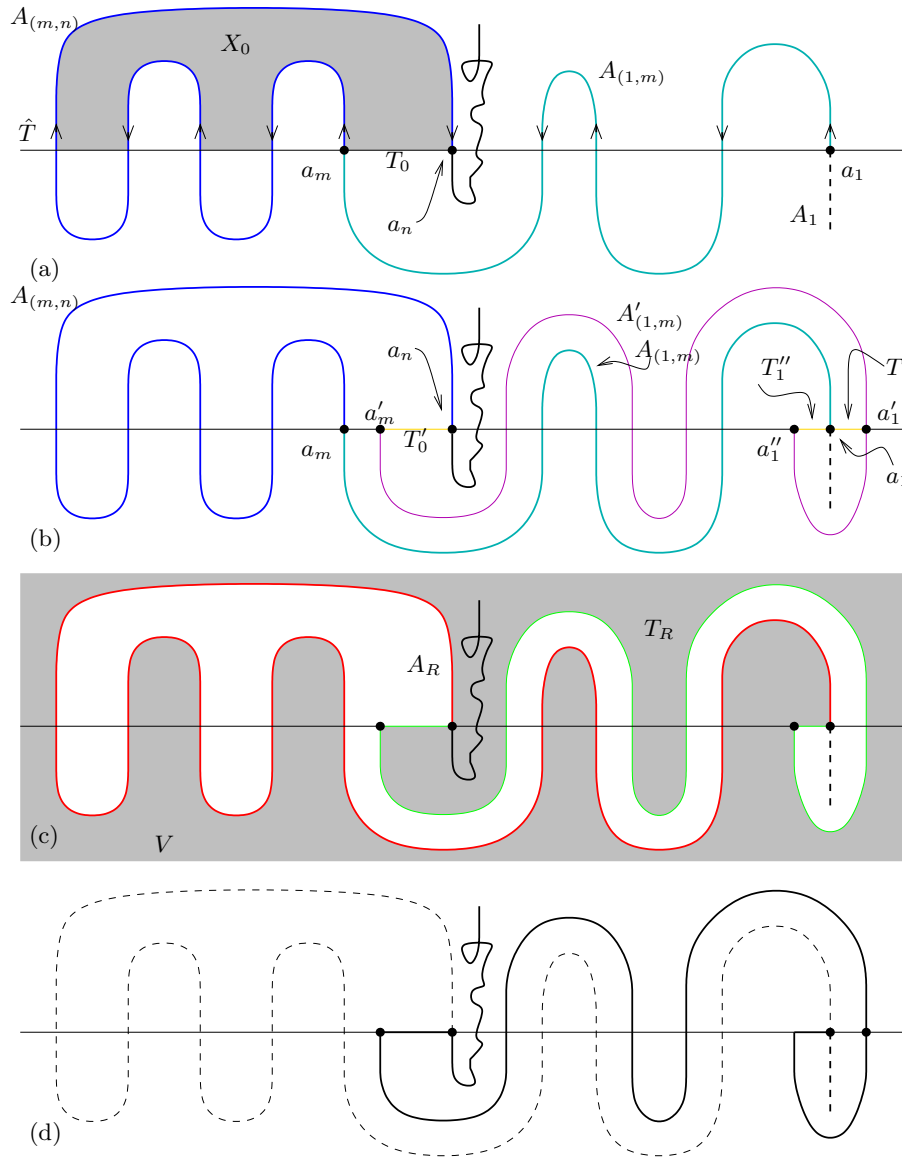 A_{(m,n)}
X_0
A_{(1,m)}
\hat{T}
a_m
T_0
a_n
a_1
A_1
(a)
A_{(m,n)}
A'_{(1,m)}
a_n
A_{(1,m)}
T''_1
T
a_m
a'_m
T'_0
a''_1
a'_1
a
(b)
A_R
T_R
V
(c)
(d)